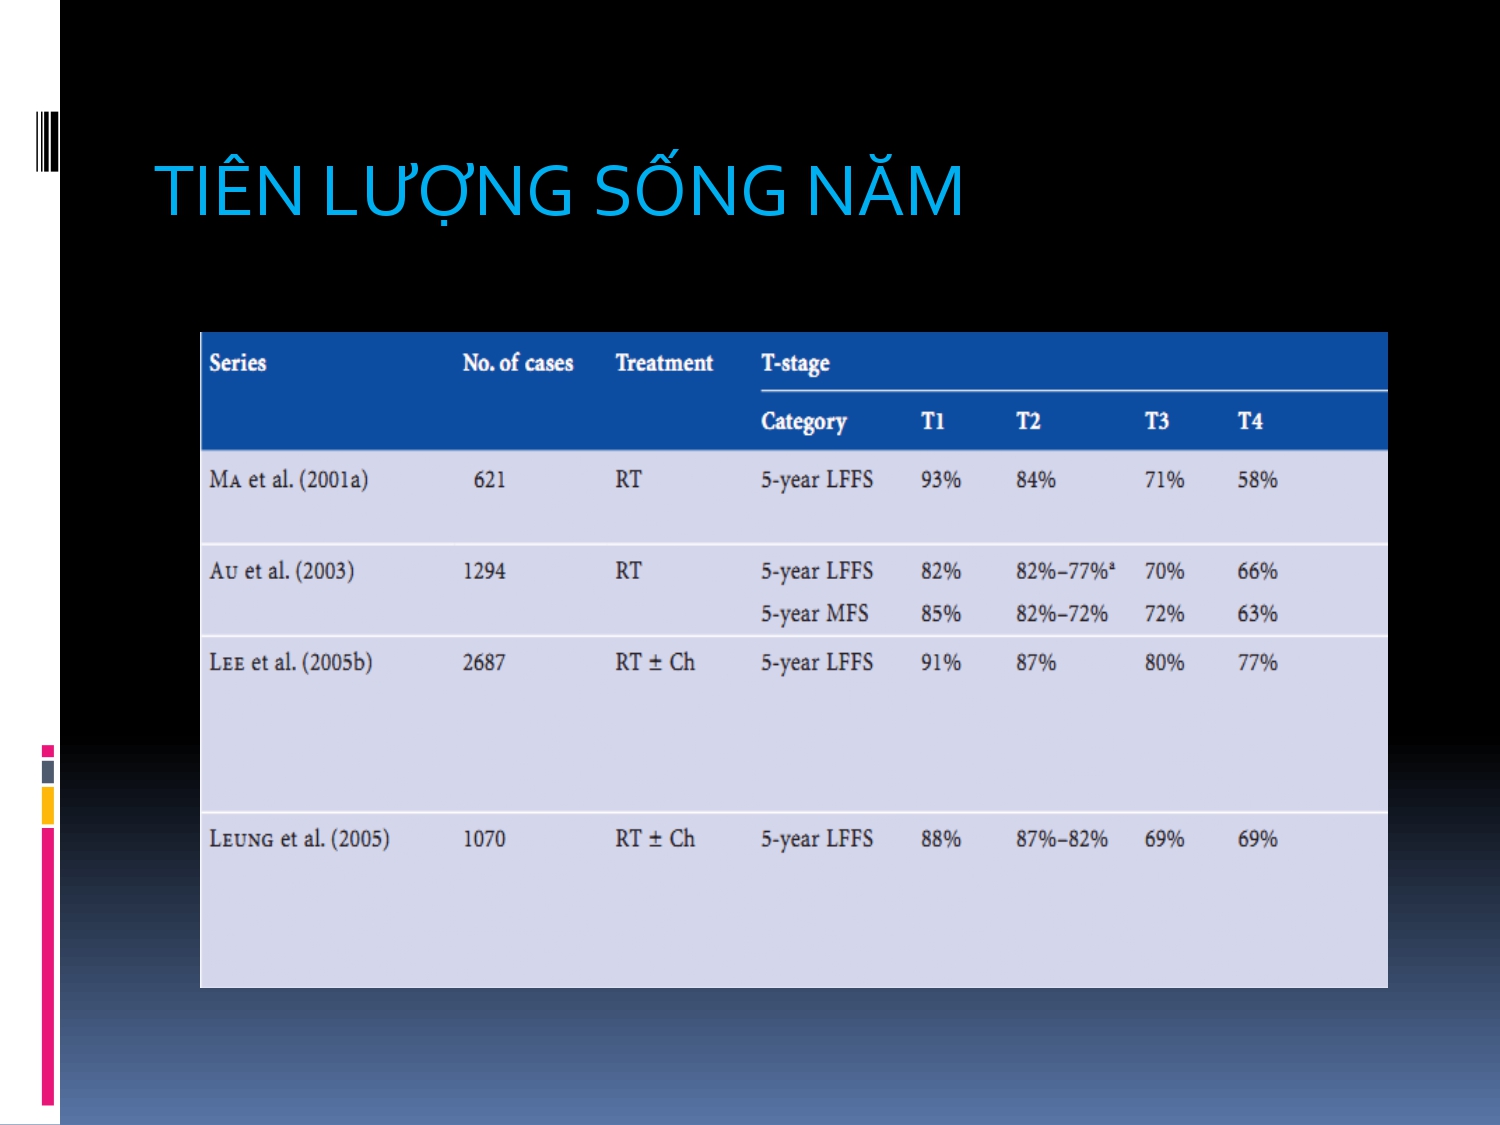 TIÊN LƯỢNG SỐNG NĂM
Series No. of cases Treatment T-stage
Category T1 T2 T3 T4
MA et al. (2001a) 621 RT 5-year LFFS 93% 84% 71% 58%
AU et al. (2003) 1294 RT 5-year LFFS 82% 82%–77%ᵃ 70% 66%
5-year MFS 85% 82%–72% 72% 63%
LEE et al. (2005b) 2687 RT ± Ch 5-year LFFS 91% 87% 80% 77%
LEUNG et al. (2005) 1070 RT ± Ch 5-year LFFS 88% 87%–82% 69% 69%